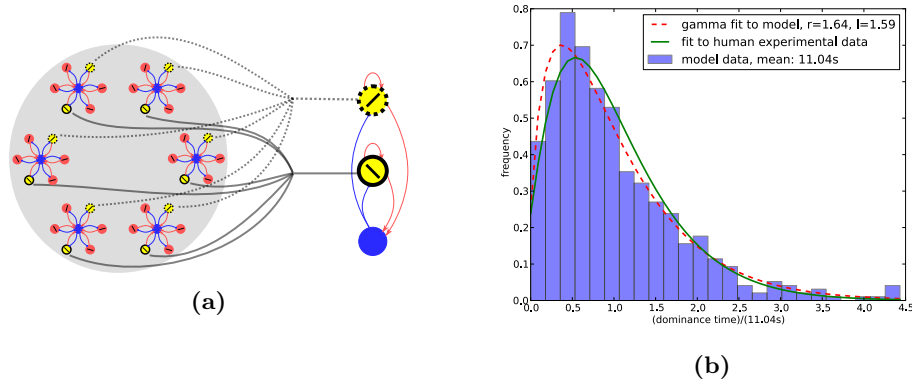 (a)
gamma fit to model, r=1.64, l=1.59
fit to human experimental data
model data, mean: 11.04s
frequency
0.8
0.7
0.6
0.5
0.4
0.3
0.2
0.1
0.0
0.0 0.5 1.0 1.5 2.0 2.5 3.0 3.5 4.0 4.5
(dominance time)/(11.04s)
(b)